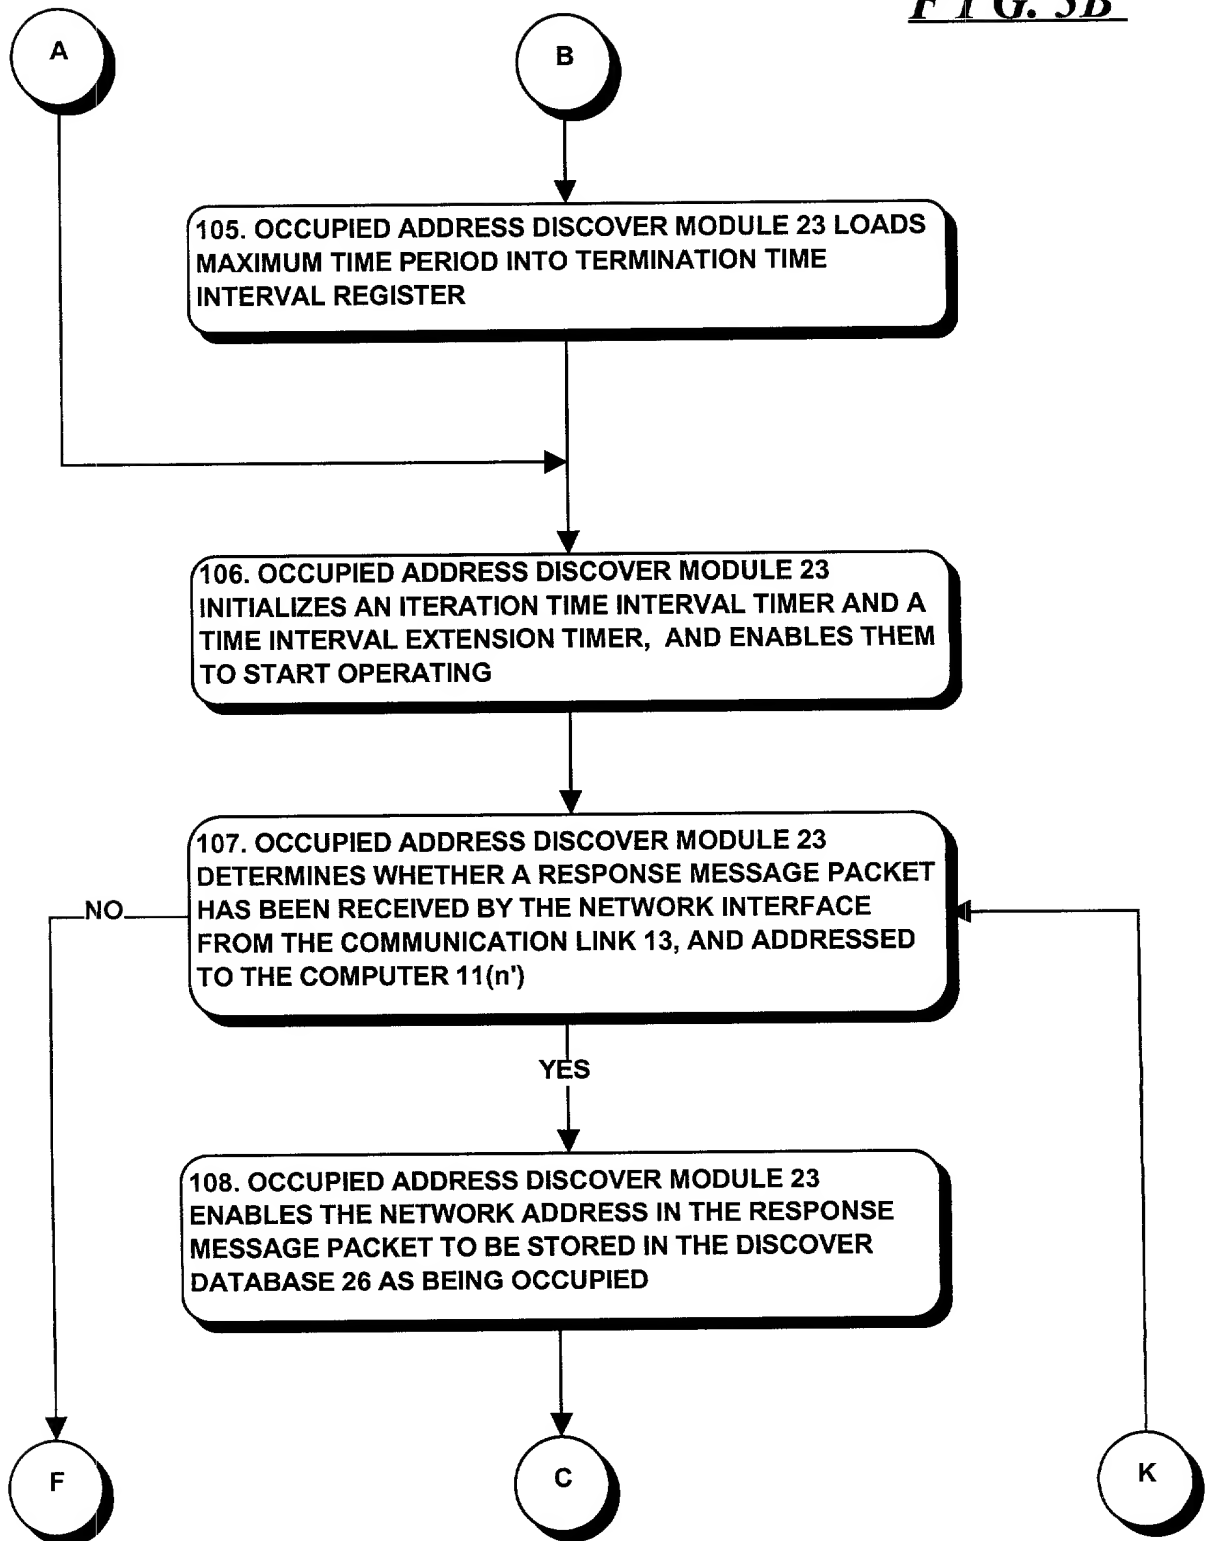 F I G. 3B
A
B
105. OCCUPIED ADDRESS DISCOVER MODULE 23 LOADS
MAXIMUM TIME PERIOD INTO TERMINATION TIME
INTERVAL REGISTER
106. OCCUPIED ADDRESS DISCOVER MODULE 23
INITIALIZES AN ITERATION TIME INTERVAL TIMER AND A
TIME INTERVAL EXTENSION TIMER, AND ENABLES THEM
TO START OPERATING
107. OCCUPIED ADDRESS DISCOVER MODULE 23
DETERMINES WHETHER A RESPONSE MESSAGE PACKET
HAS BEEN RECEIVED BY THE NETWORK INTERFACE
FROM THE COMMUNICATION LINK 13, AND ADDRESSED
TO THE COMPUTER 11(n')
NO
YES
108. OCCUPIED ADDRESS DISCOVER MODULE 23
ENABLES THE NETWORK ADDRESS IN THE RESPONSE
MESSAGE PACKET TO BE STORED IN THE DISCOVER
DATABASE 26 AS BEING OCCUPIED
F
C
K